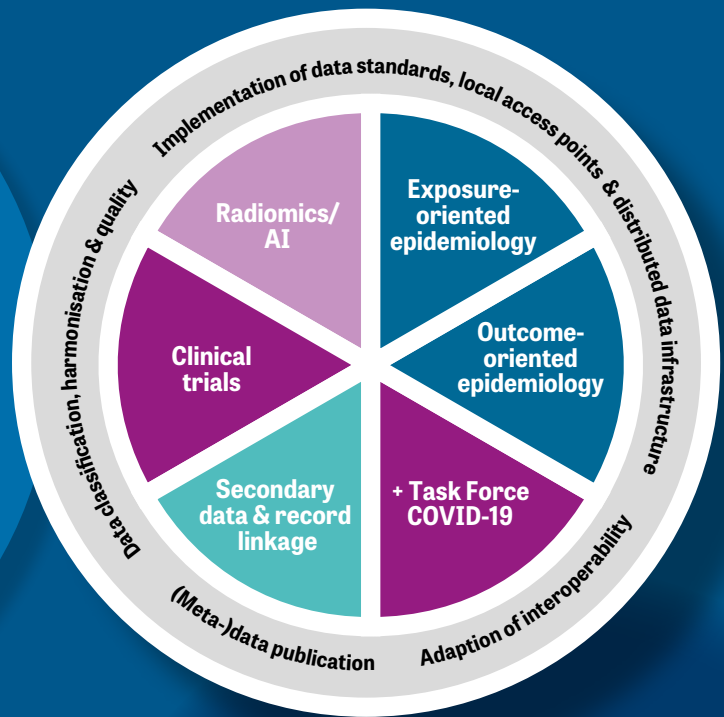 Implementation of data standards, local access points & distributed data infrastructure
Data classification, harmonisation & quality
Radiomics/
AI
Exposure-
oriented
epidemiology
Clinical
trials
Outcome-
oriented
epidemiology
Secondary
data & record
linkage
+ Task Force
COVID-19
(Meta-)data publication
Adaption of interoperability